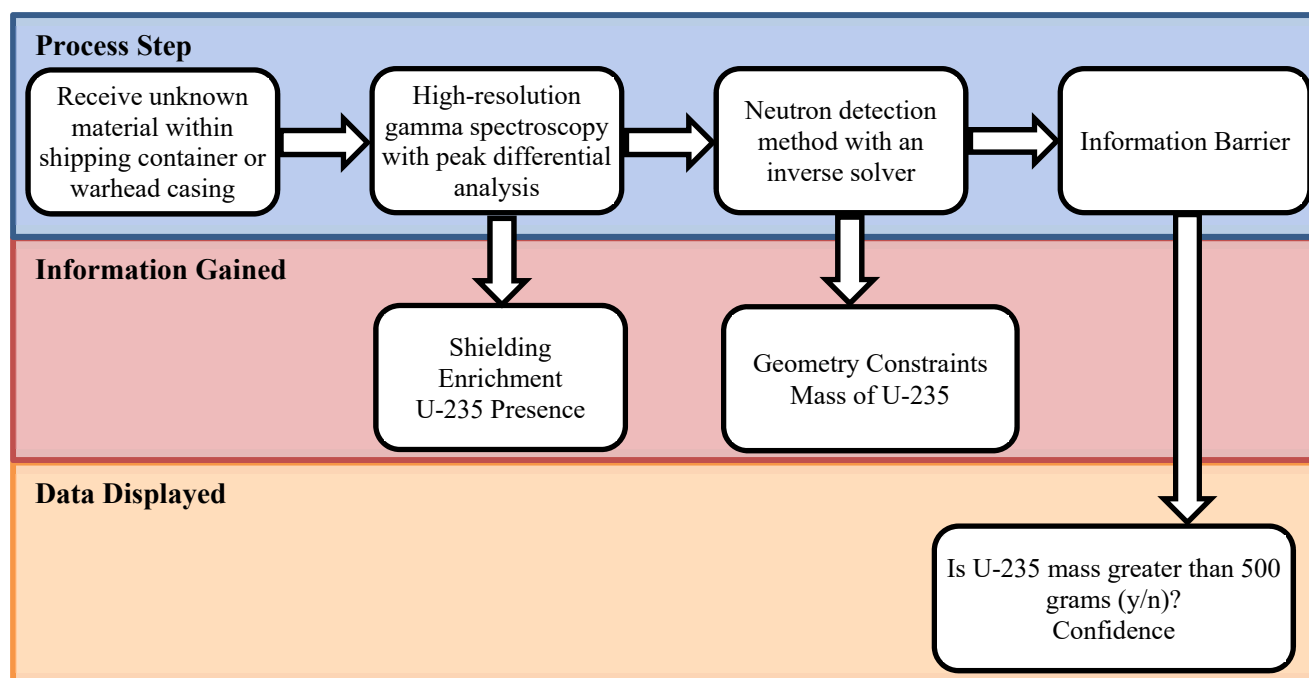 Process Step
Receive unknown
material within
shipping container or
warhead casing
High-resolution
gamma spectroscopy
with peak differential
analysis
Neutron detection
method with an
inverse solver
Information Barrier
Information Gained
Shielding
Enrichment
U-235 Presence
Geometry Constraints
Mass of U-235
Data Displayed
Is U-235 mass greater than 500
grams (y/n)?
Confidence